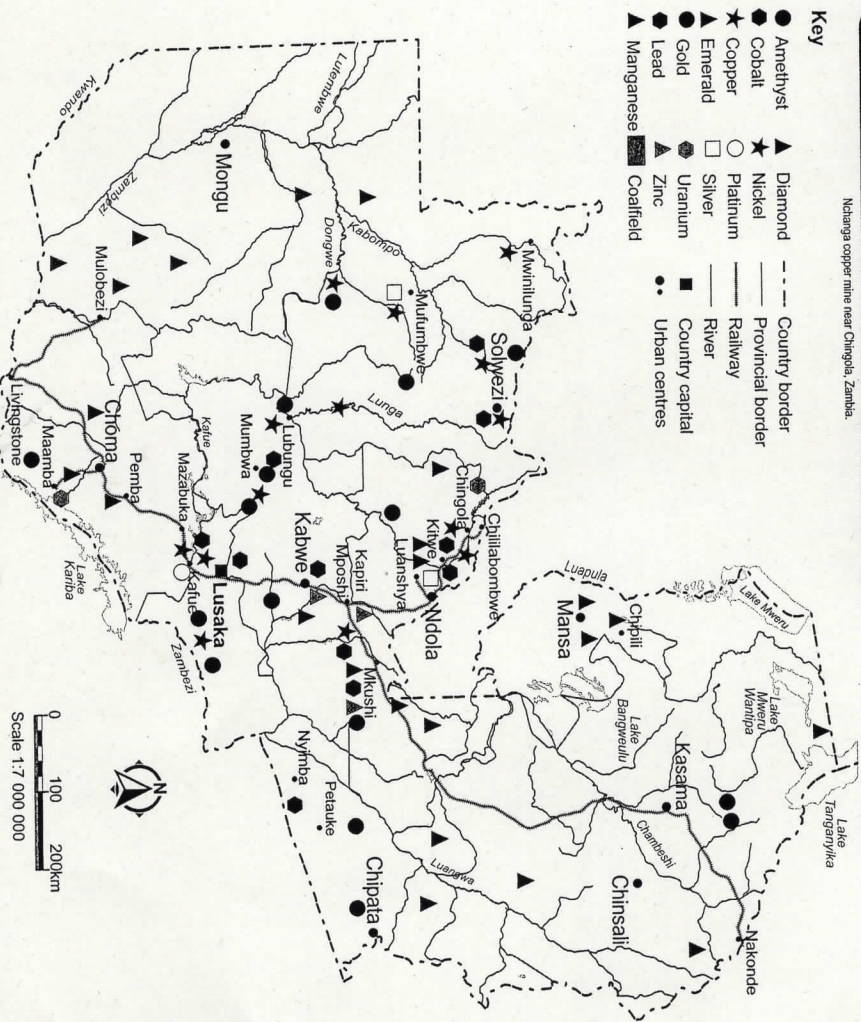 Nchanga copper mine near Chingola, Zambia.
Key
Amethyst
Cobalt
Copper
Emerald
Gold
Lead
Manganese
Diamond
Nickel
Platinum
Silver
Uranium
Zinc
Coalfield
Country border
Provincial border
Railway
River
Country capital
Urban centres
Lake Tanganyika
Lake Mweru
Lake Mweru
Wantipa
Nakonde
Kasama
Chambeshi
Chinsali
Luapula
Chipili
Mansa
Lake
Bangweulu
Mwinilunga
Solwezi
Chililabombwe
Chingola
Kitwe
Luanshya
Ndola
Kabompo
Mufumbwe
Dongwe
Lunga
Lutembwe
Kapiri
Mposhi
Mkushi
Luangwa
Chipata
Petauke
Nyimba
Kabwe
Lubungu
Mumbwa
Kafue
Lusaka
Kafue
Zambezi
Mongu
Kwando
Zambezi
Mulobezi
Mazabuka
Pemba
Choma
Maamba
Livingstone
Lake
Kariba
N
0 100 200km
Scale 1:7 000 000